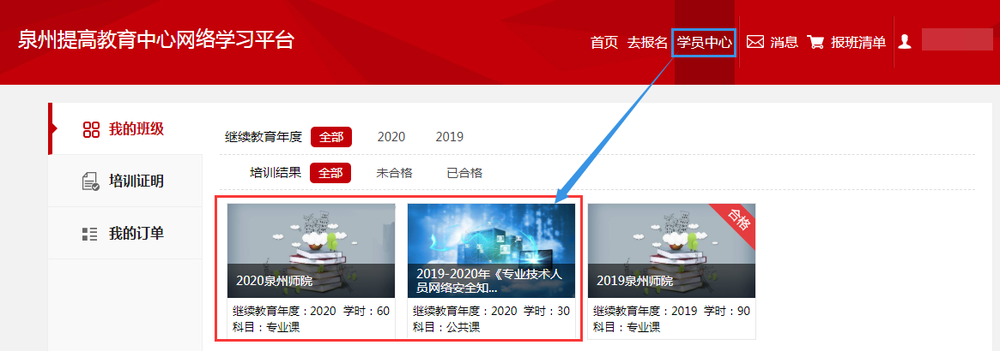 泉州提高教育中心网络学习平台
首页 去报名 学员中心 消息 报班清单
我的班级
培训证明
我的订单
继续教育年度 全部 2020 2019
培训结果 全部 未合格 已合格
2020泉州师院
继续教育年度：2020 学时：60
科目：专业课
2019-2020年《专业技术人
员网络安全知...
继续教育年度：2020 学时：30
科目：公共课
合格
2019泉州师院
继续教育年度：2019 学时：90
科目：专业课